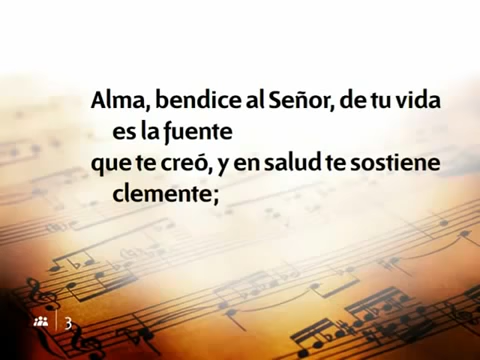 Alma, bendice al Señor, de tu vida
es la fuente
que te creó, y en salud te sostiene
clemente;
3